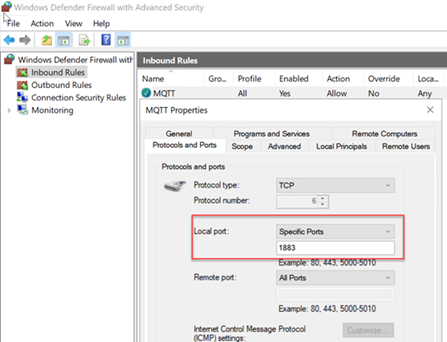 Windows Defender Firewall with Advanced Security
File Action View Help
Windows Defender Firewall with
Inbound Rules
Outbound Rules
Connection Security Rules
Monitoring
Inbound Rules
Name Gro... Profile Enabled Action Override Loca...
MQTT All Yes Allow No Any
MQTT Properties
General Programs and Services Remote Computers
Protocols and Ports Scope Advanced Local Principals Remote Users
Protocols and ports
Protocol type: TCP
Protocol number: 6
Local port: Specific Ports
1883
Example: 80, 443, 5000-5010
Remote port: All Ports
Example: 80, 443, 5000-5010
Internet Control Message Protocol
(ICMP) settings: Customize...